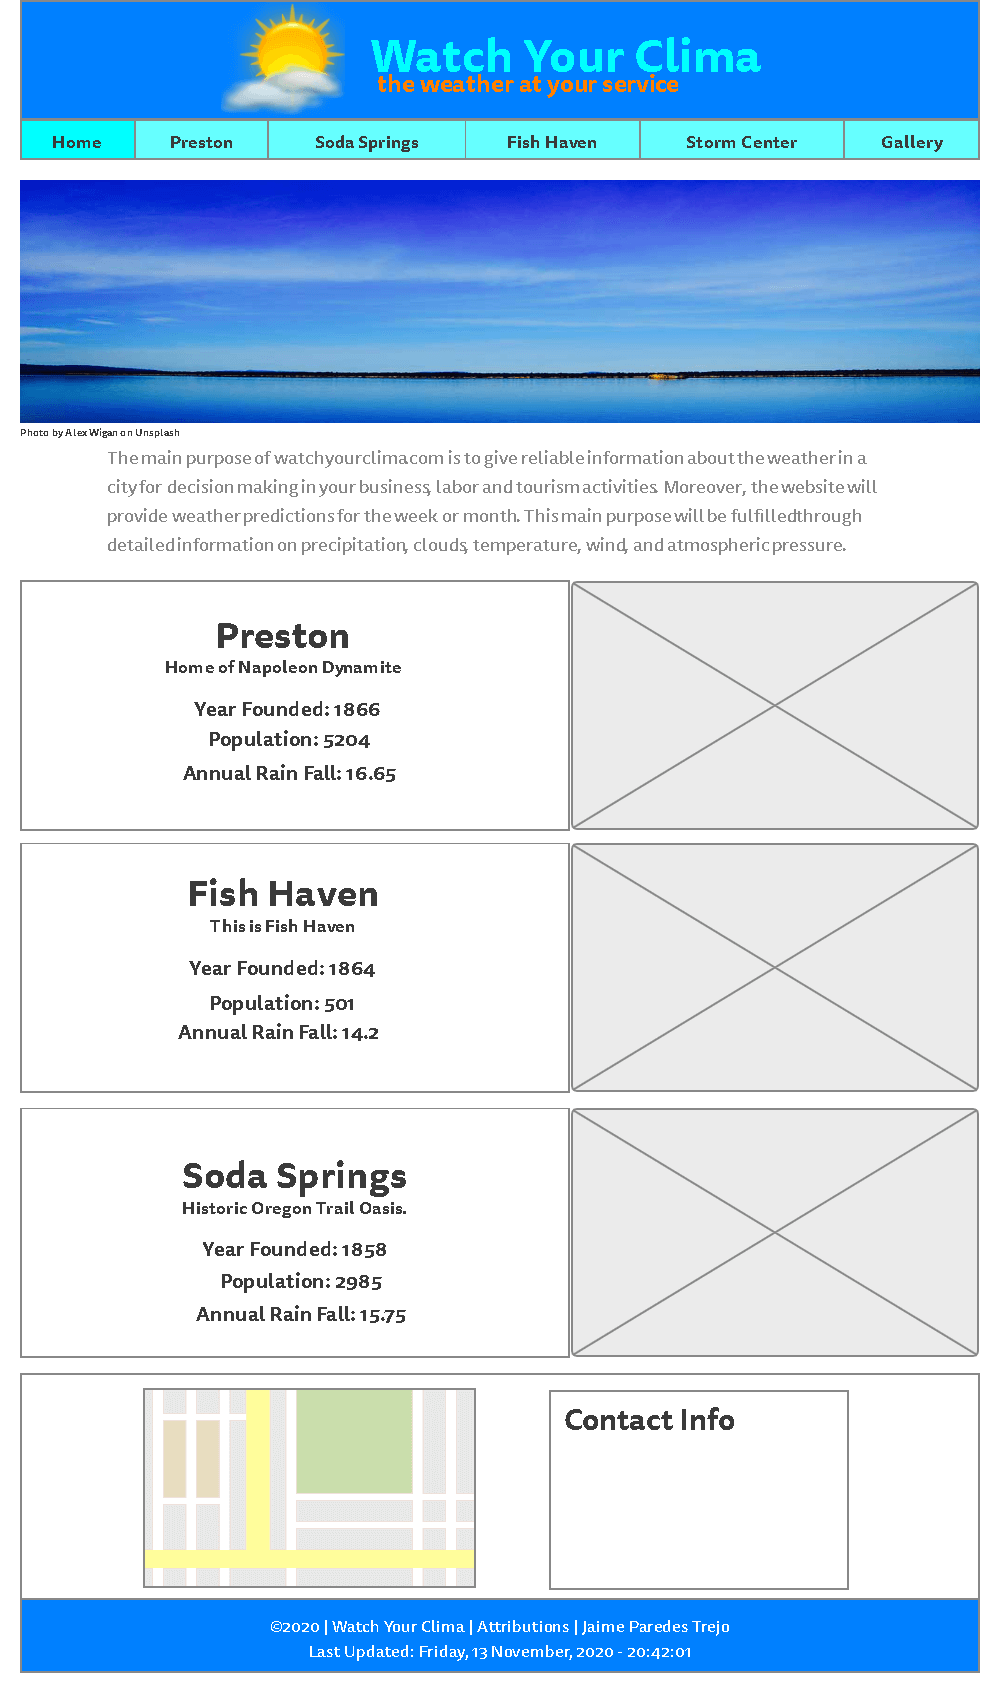 Watch Your Clima
the weather at your service
Home Preston Soda Springs Fish Haven Storm Center Gallery
Photo by Alex Wigan on Unsplash
The main purpose of watchyourclima.com is to give reliable information about the weather in a
city for decision making in your business, labor and tourism activities. Moreover, the website will
provide weather predictions for the week or month. This main purpose will be fulfilled through
detailed information on precipitation, clouds, temperature, wind, and atmospheric pressure.
Preston
Home of Napoleon Dynamite
Year Founded: 1866
Population: 5204
Annual Rain Fall: 16.65
Fish Haven
This is Fish Haven
Year Founded: 1864
Population: 501
Annual Rain Fall: 14.2
Soda Springs
Historic Oregon Trail Oasis.
Year Founded: 1858
Population: 2985
Annual Rain Fall: 15.75
Contact Info
©2020 | Watch Your Clima | Attributions | Jaime Paredes Trejo
Last Updated: Friday, 13 November, 2020 - 20:42:01